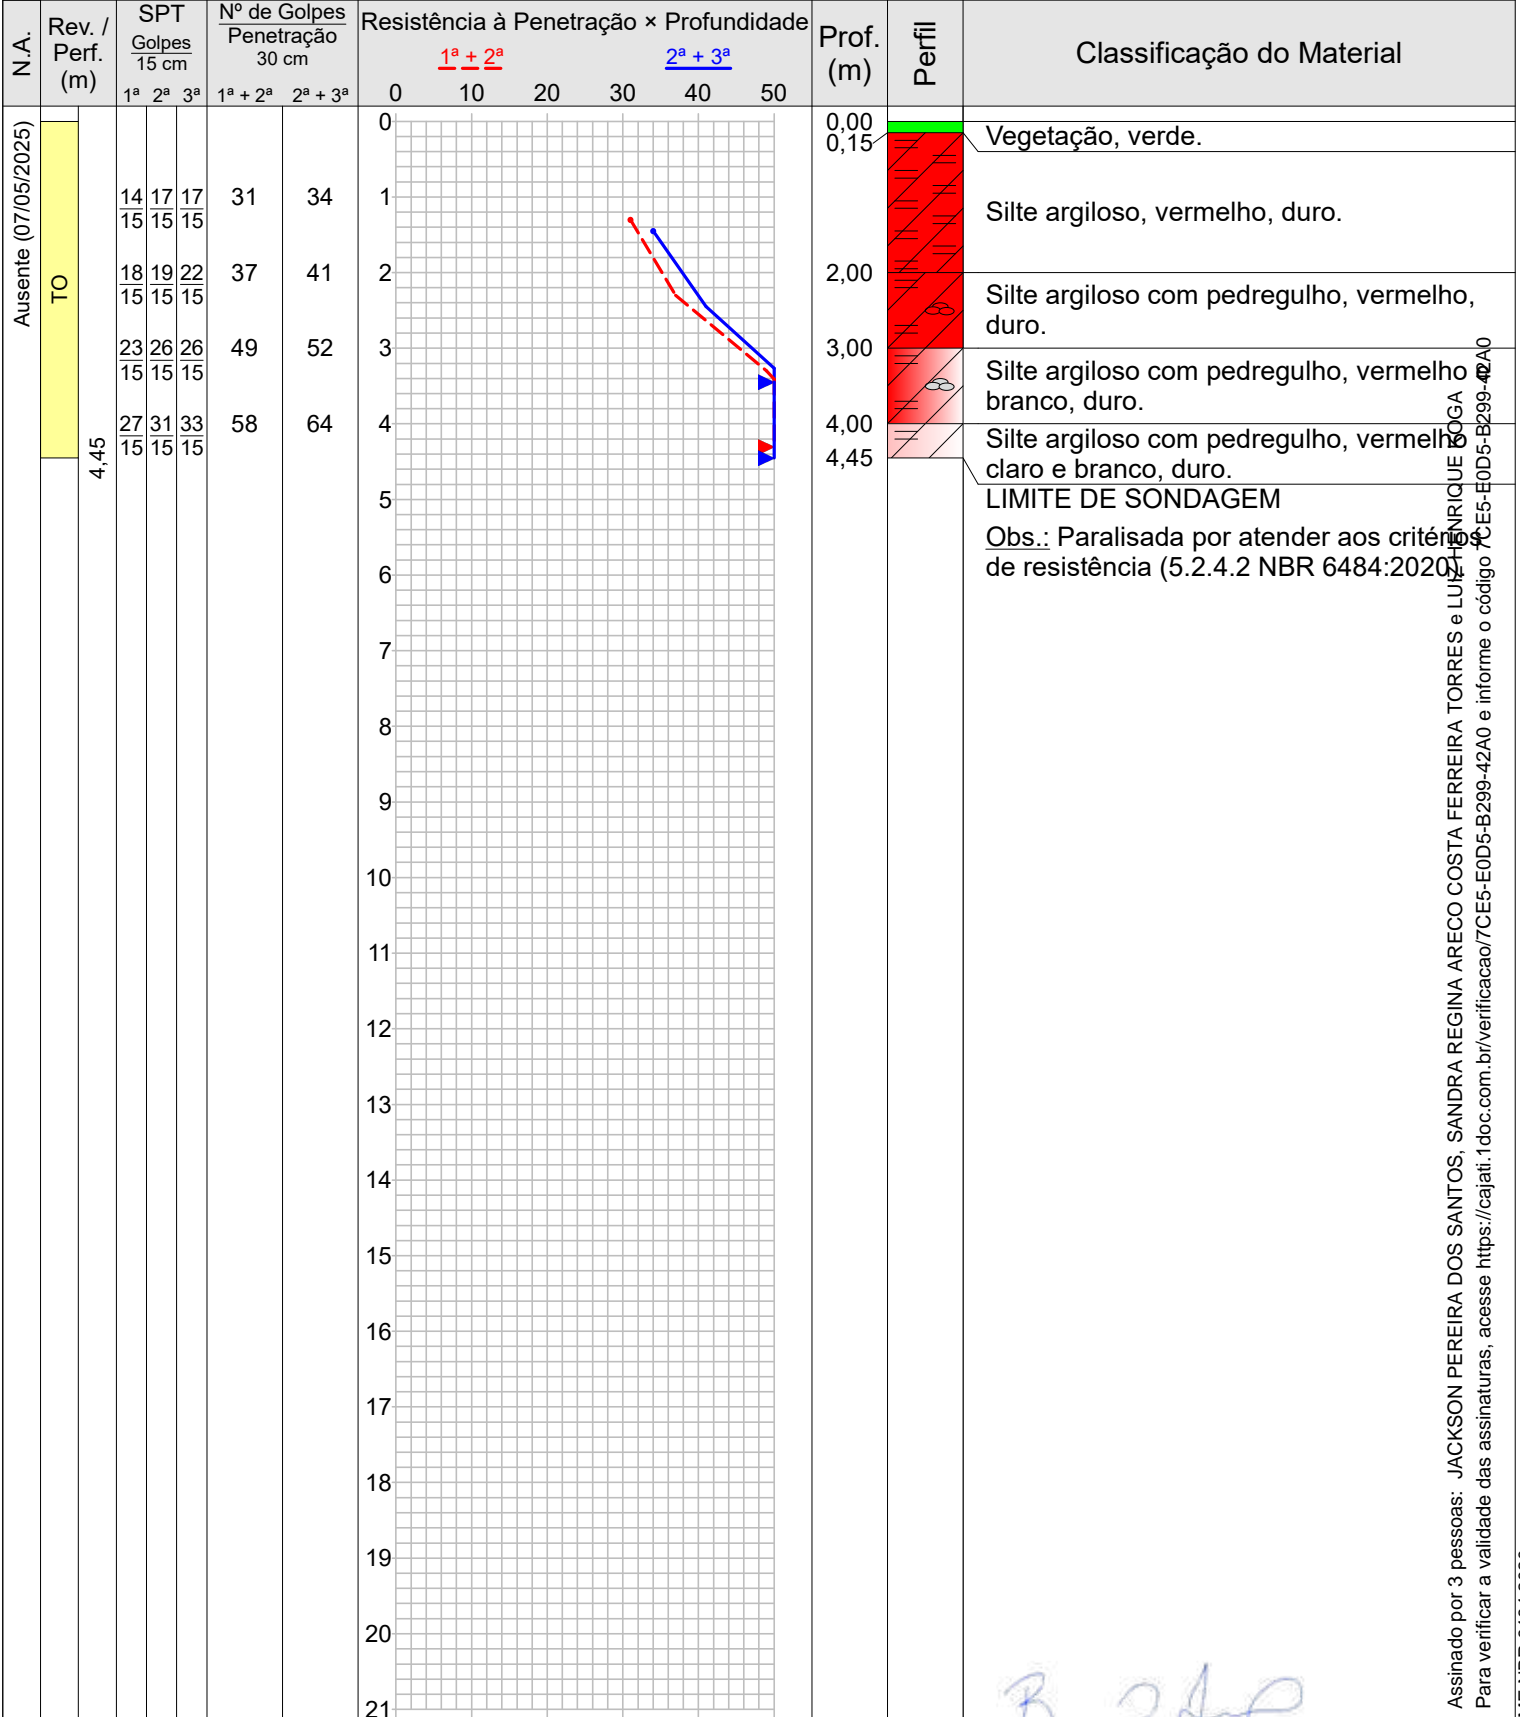 N.A.
Rev. /
Perf.
(m)
SPT
Golpes
15 cm
1ª 2ª 3ª
Nº de Golpes
Penetração
30 cm
1ª + 2ª 2ª + 3ª
Resistência à Penetração × Profundidade
1ª + 2ª 2ª + 3ª
0 10 20 30 40 50
Prof.
(m)
Perfil
Classificação do Material
Ausente (07/05/2025)
TO
4,45
14 17 17 31 34
15 15 15
18 19 22 37 41
15 15 15
23 26 26 49 52
15 15 15
27 31 33 58 64
15 15 15
0
1
2
3
4
5
6
7
8
9
10
11
12
13
14
15
16
17
18
19
20
21
0,00
0,15
2,00
3,00
4,00
4,45
Vegetação, verde.
Silte argiloso, vermelho, duro.
Silte argiloso com pedregulho, vermelho,
duro.
Silte argiloso com pedregulho, vermelho e
branco, duro.
Silte argiloso com pedregulho, vermelho
claro e branco, duro.
LIMITE DE SONDAGEM
Obs.: Paralisada por atender aos critérios
de resistência (5.2.4.2 NBR 6484:2020).
Assinado por 3 pessoas: JACKSON PEREIRA DOS SANTOS, SANDRA REGINA ARECO COSTA FERREIRA TORRES e LUIZ HENRIQUE KOGA
Para verificar a validade das assinaturas, acesse https://cajati.1doc.com.br/verificacao/7CE5-E0D5-B299-42A0 e informe o código 7CE5-E0D5-B299-42A0